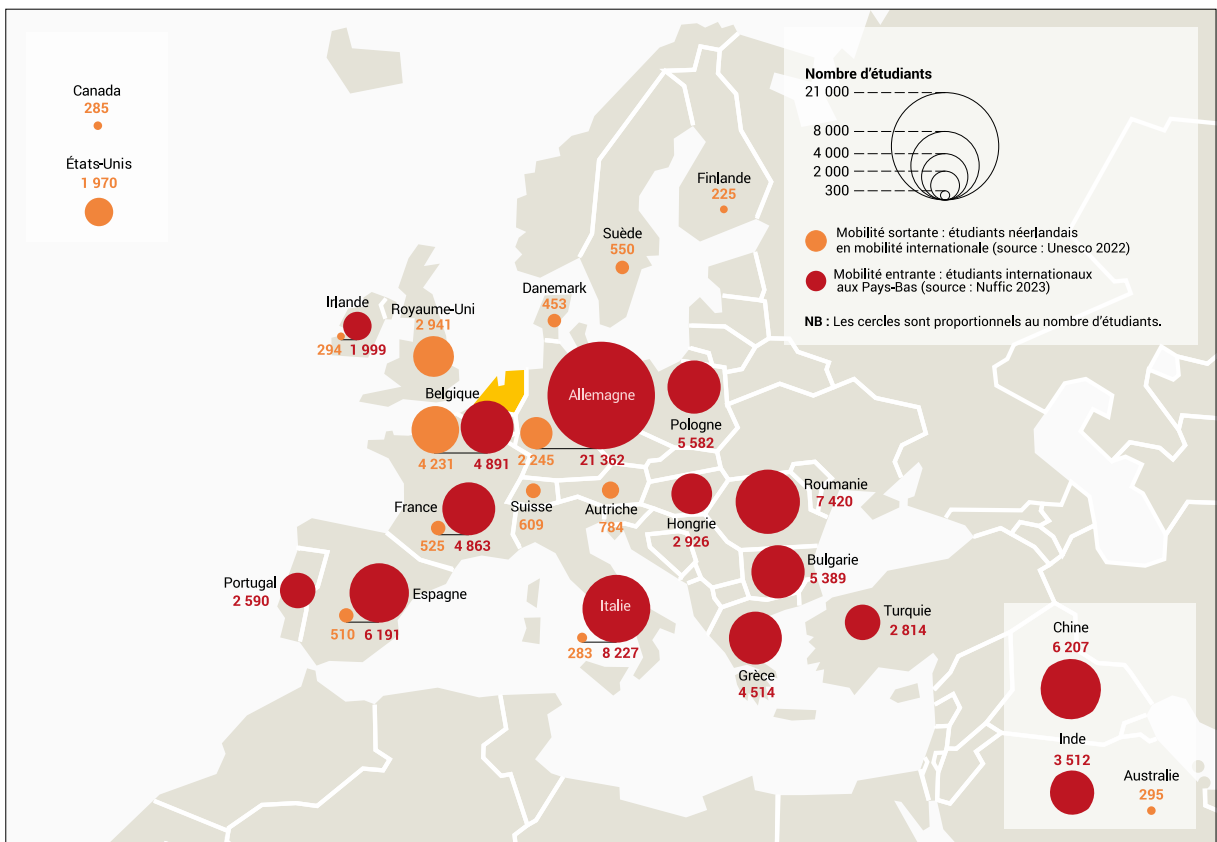 Canada
285
États-Unis
1 970
Nombre d'étudiants
21 000
8 000
4 000
2 000
300
Mobilité sortante : étudiants néerlandais
en mobilité internationale (source : Unesco 2022)
Mobilité entrante : étudiants internationaux
aux Pays-Bas (source : Nuffic 2023)
NB : Les cercles sont proportionnels au nombre d'étudiants.
Finlande
225
Suède
550
Danemark
453
Irlande
294 1 999
Royaume-Uni
2 941
Belgique
4 231 4 891
Allemagne
2 245 21 362
Pologne
5 582
France
525 4 863
Suisse
609
Autriche
784
Hongrie
2 926
Roumanie
7 420
Bulgarie
5 389
Portugal
2 590
Espagne
510 6 191
Italie
283 8 227
Grèce
4 514
Turquie
2 814
Chine
6 207
Inde
3 512
Australie
295